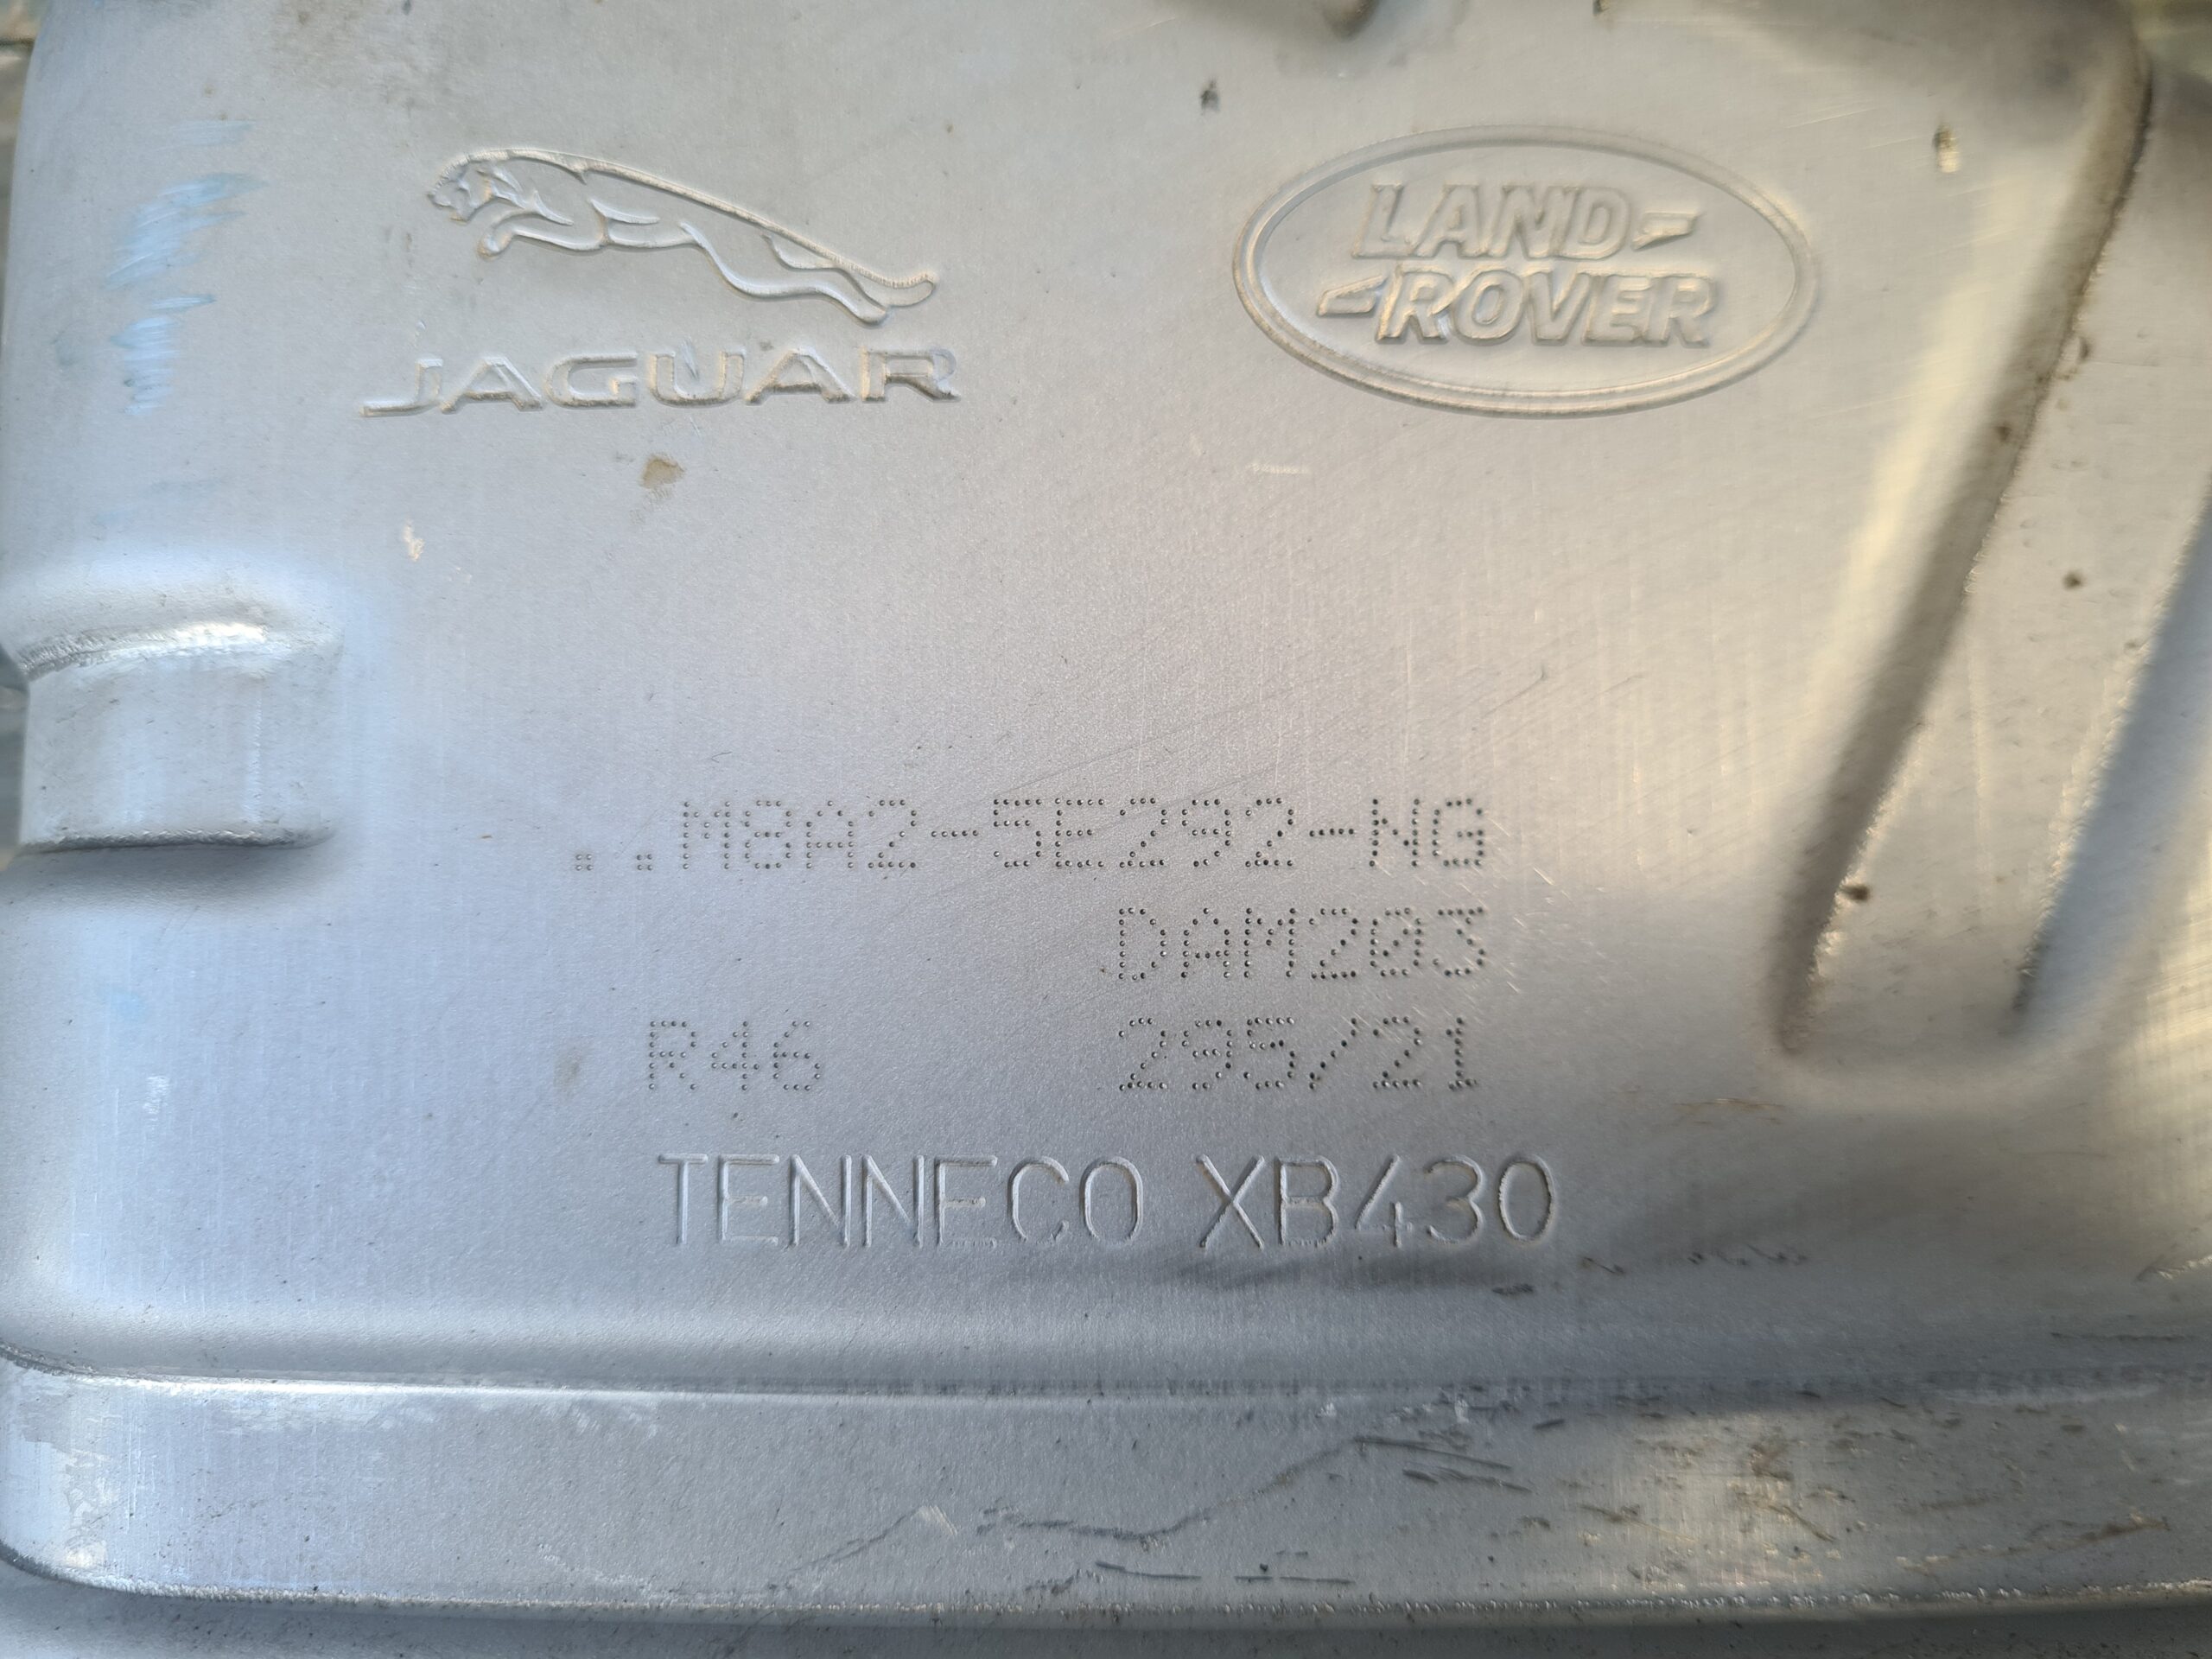 JAGUAR
LAND-
-ROVER
..M8A2-5E292-NG
DAM203
R46 295/21
TENNECO XB430